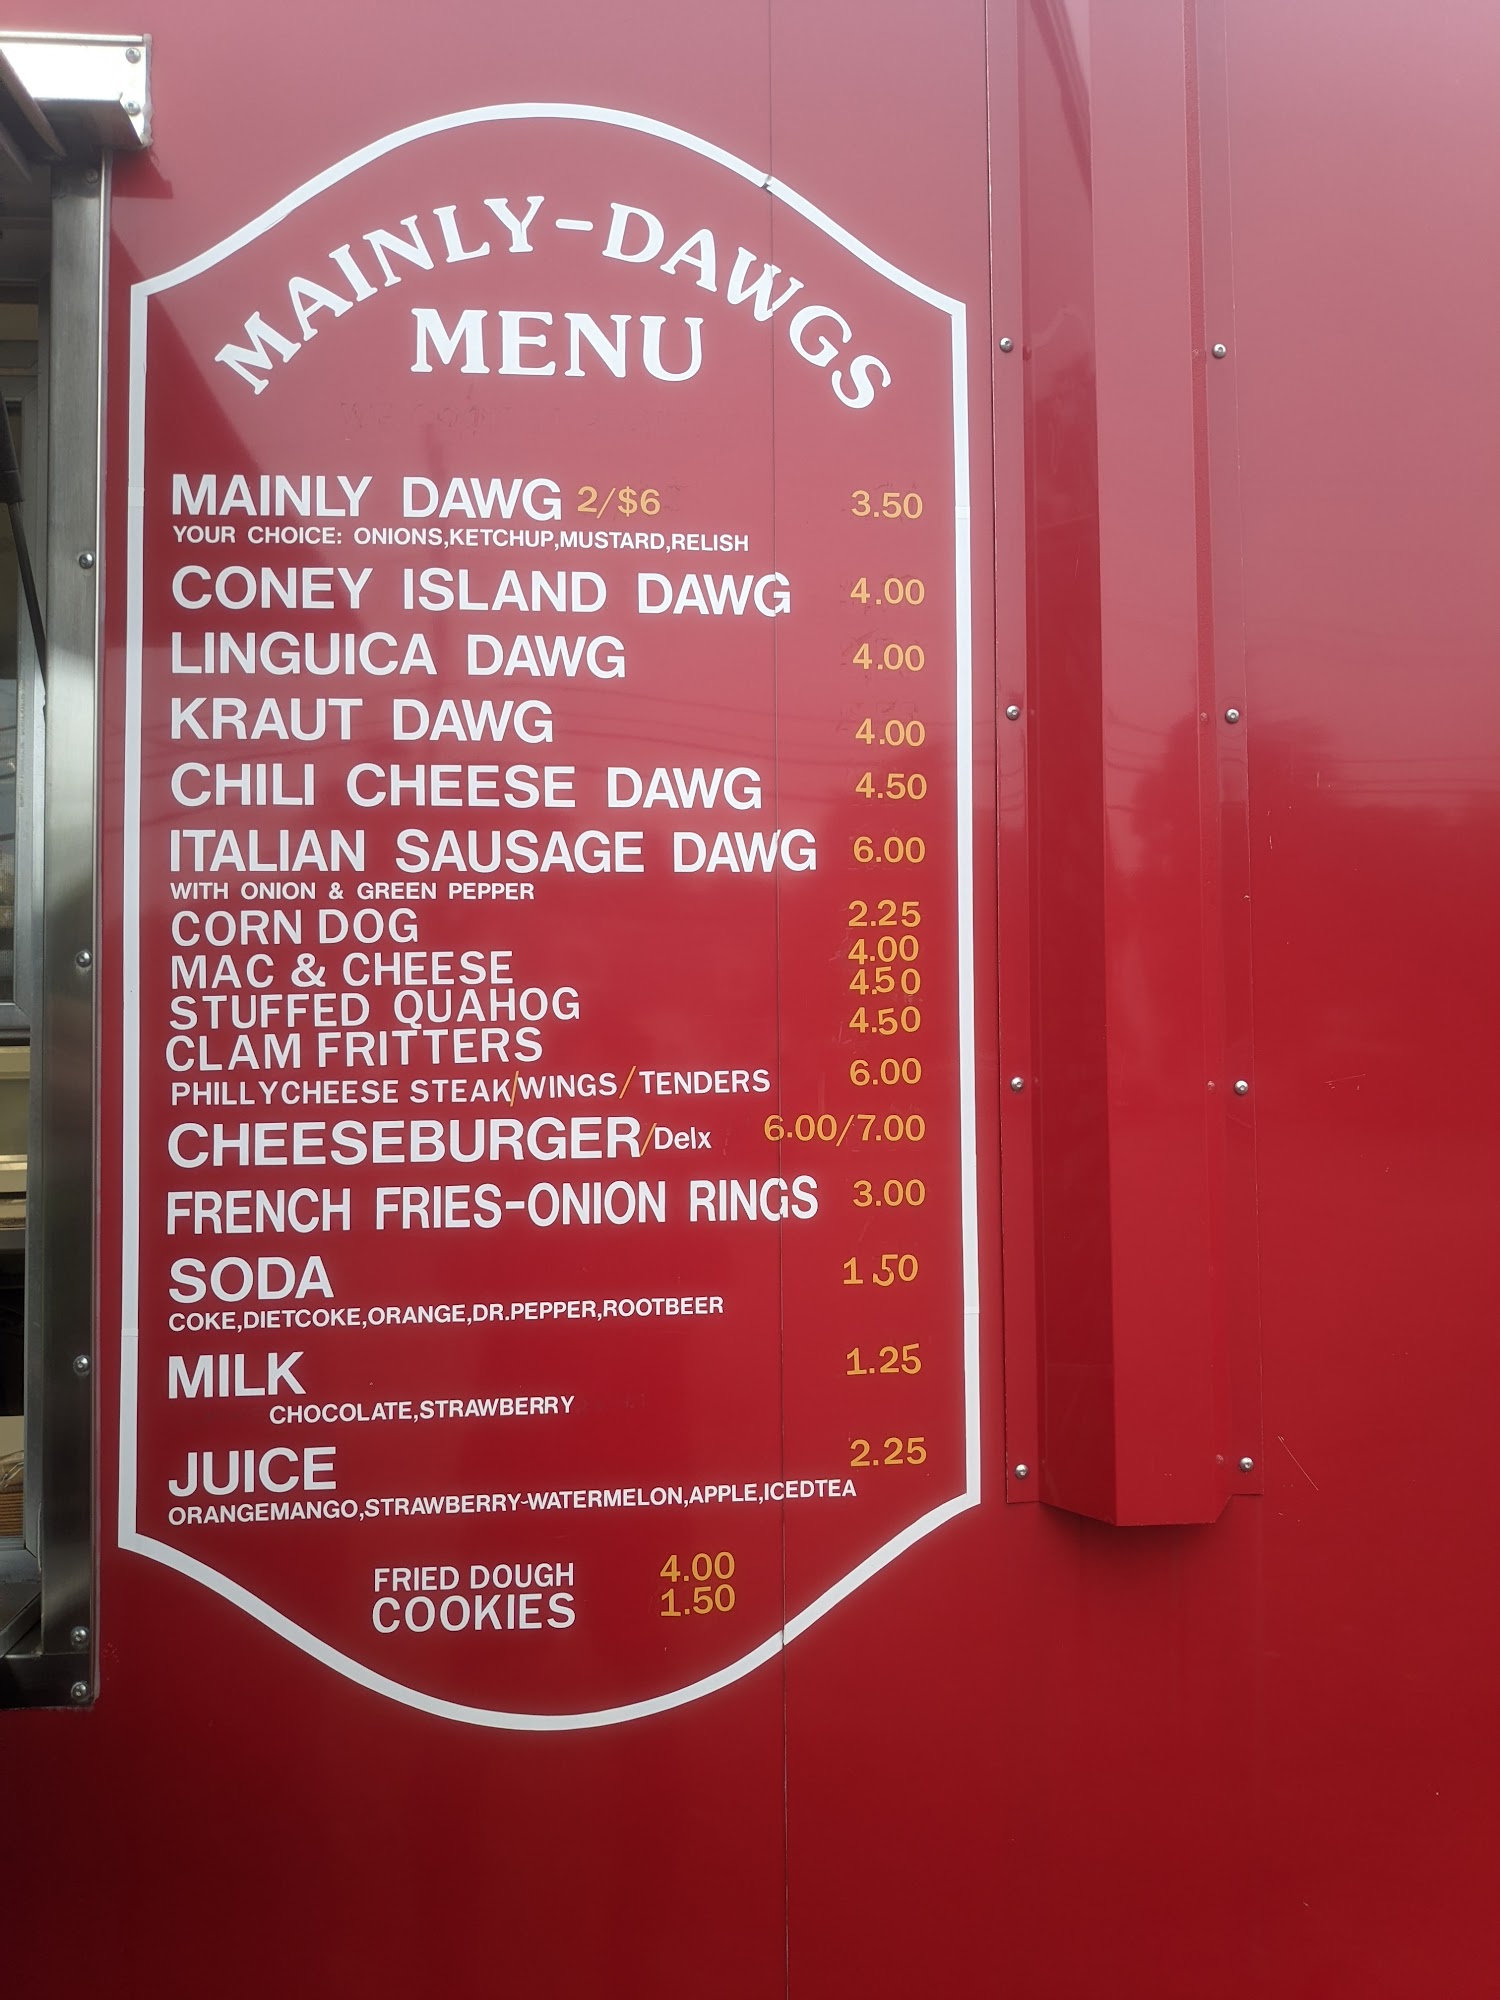 MAINLY-DAWGS
MENU
MAINLY DAWG 2/$6 3.50
YOUR CHOICE: ONIONS,KETCHUP,MUSTARD,RELISH
CONEY ISLAND DAWG 4.00
LINGUICA DAWG 4.00
KRAUT DAWG 4.00
CHILI CHEESE DAWG 4.50
ITALIAN SAUSAGE DAWG 6.00
WITH ONION & GREEN PEPPER
CORN DOG 2.25
MAC & CHEESE 4.00
STUFFED QUAHOG 4.50
CLAM FRITTERS 4.50
PHILLYCHEESE STEAK/WINGS/TENDERS 6.00
CHEESEBURGER/Delx 6.00/7.00
FRENCH FRIES-ONION RINGS 3.00
SODA 1.50
COKE,DIETCOKE,ORANGE,DR.PEPPER,ROOTBEER
MILK 1.25
CHOCOLATE,STRAWBERRY
JUICE 2.25
ORANGEMANGO,STRAWBERRY-WATERMELON,APPLE,ICEDTEA
FRIED DOUGH 4.00
COOKIES 1.50